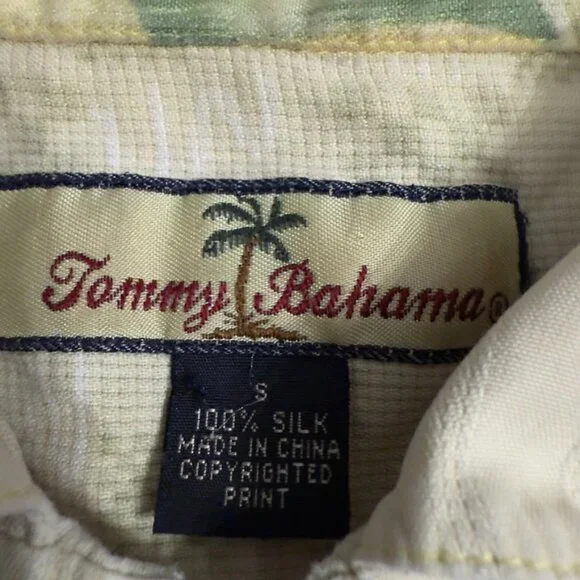 Tommy Bahama®
S
100% SILK
MADE IN CHINA
COPYRIGHTED
PRINT